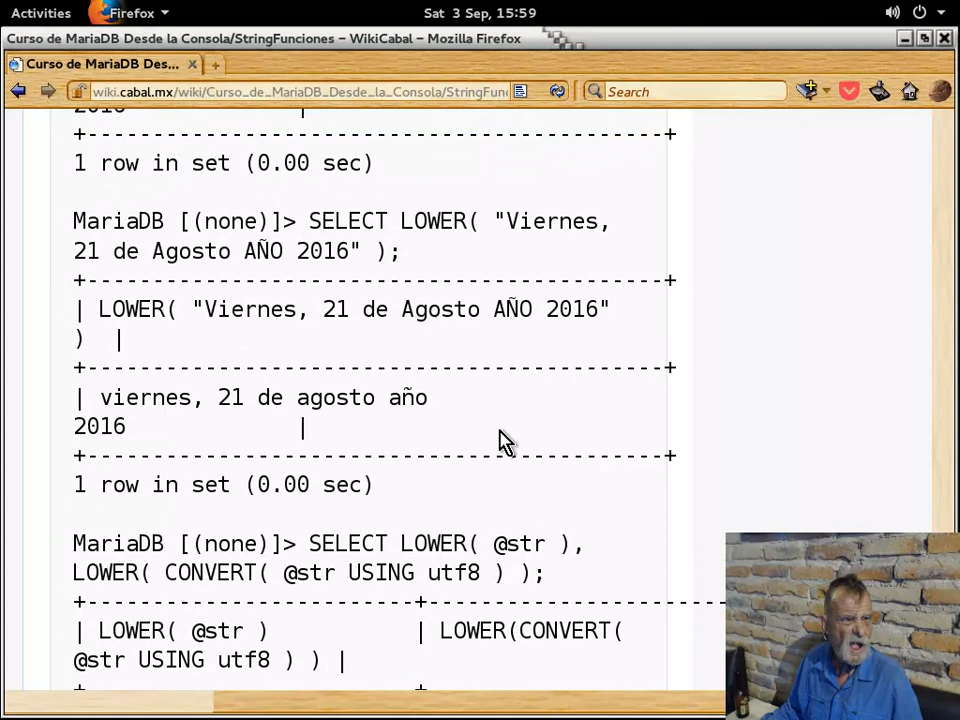 Activities Firefox Sat 3 Sep, 15:59
Curso de MariaDB Desde la Consola/StringFunciones – WikiCabal – Mozilla Firefox
Curso de MariaDB Des...
wiki.cabal.mx/wiki/Curso_de_MariaDB_Desde_la_Consola/StringFunc Search
2016 |
+--------------------------------------------+
1 row in set (0.00 sec)
MariaDB [(none)]> SELECT LOWER( "Viernes,
21 de Agosto AÑO 2016" );
+--------------------------------------------+
| LOWER( "Viernes, 21 de Agosto AÑO 2016"
) |
+--------------------------------------------+
| viernes, 21 de agosto año
2016 |
+--------------------------------------------+
1 row in set (0.00 sec)
MariaDB [(none)]> SELECT LOWER( @str ),
LOWER( CONVERT( @str USING utf8 ) );
+-------------------------+-----------------------
| LOWER( @str ) | LOWER(CONVERT(
@str USING utf8 ) ) |